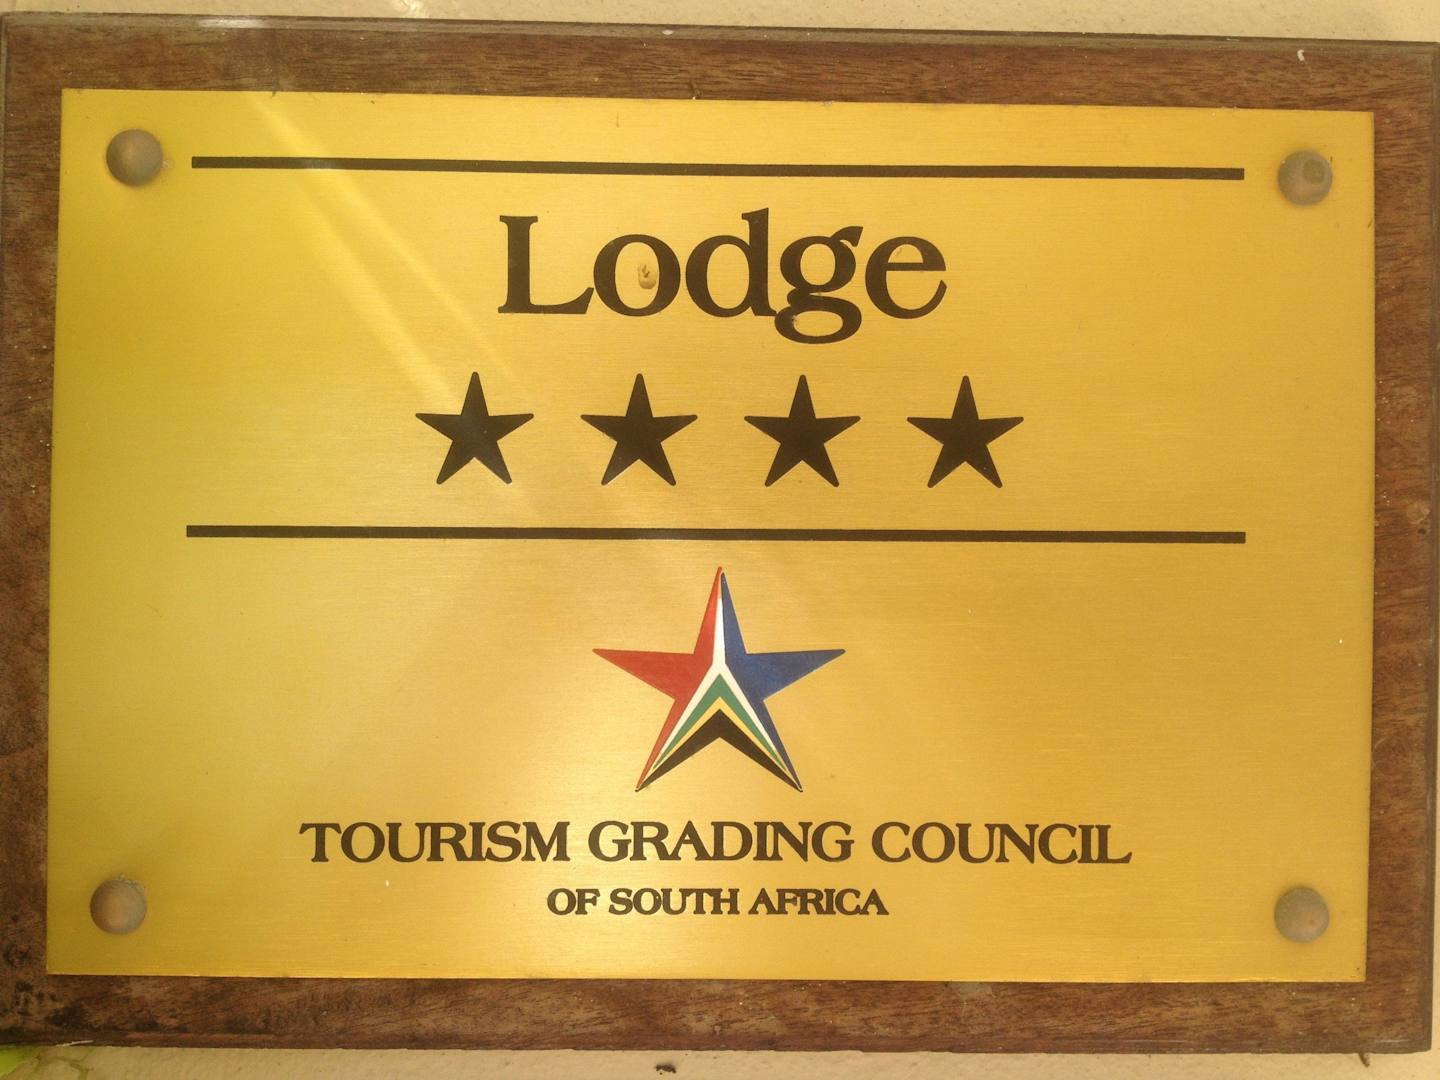 Lodge
TOURISM GRADING COUNCIL
OF SOUTH AFRICA